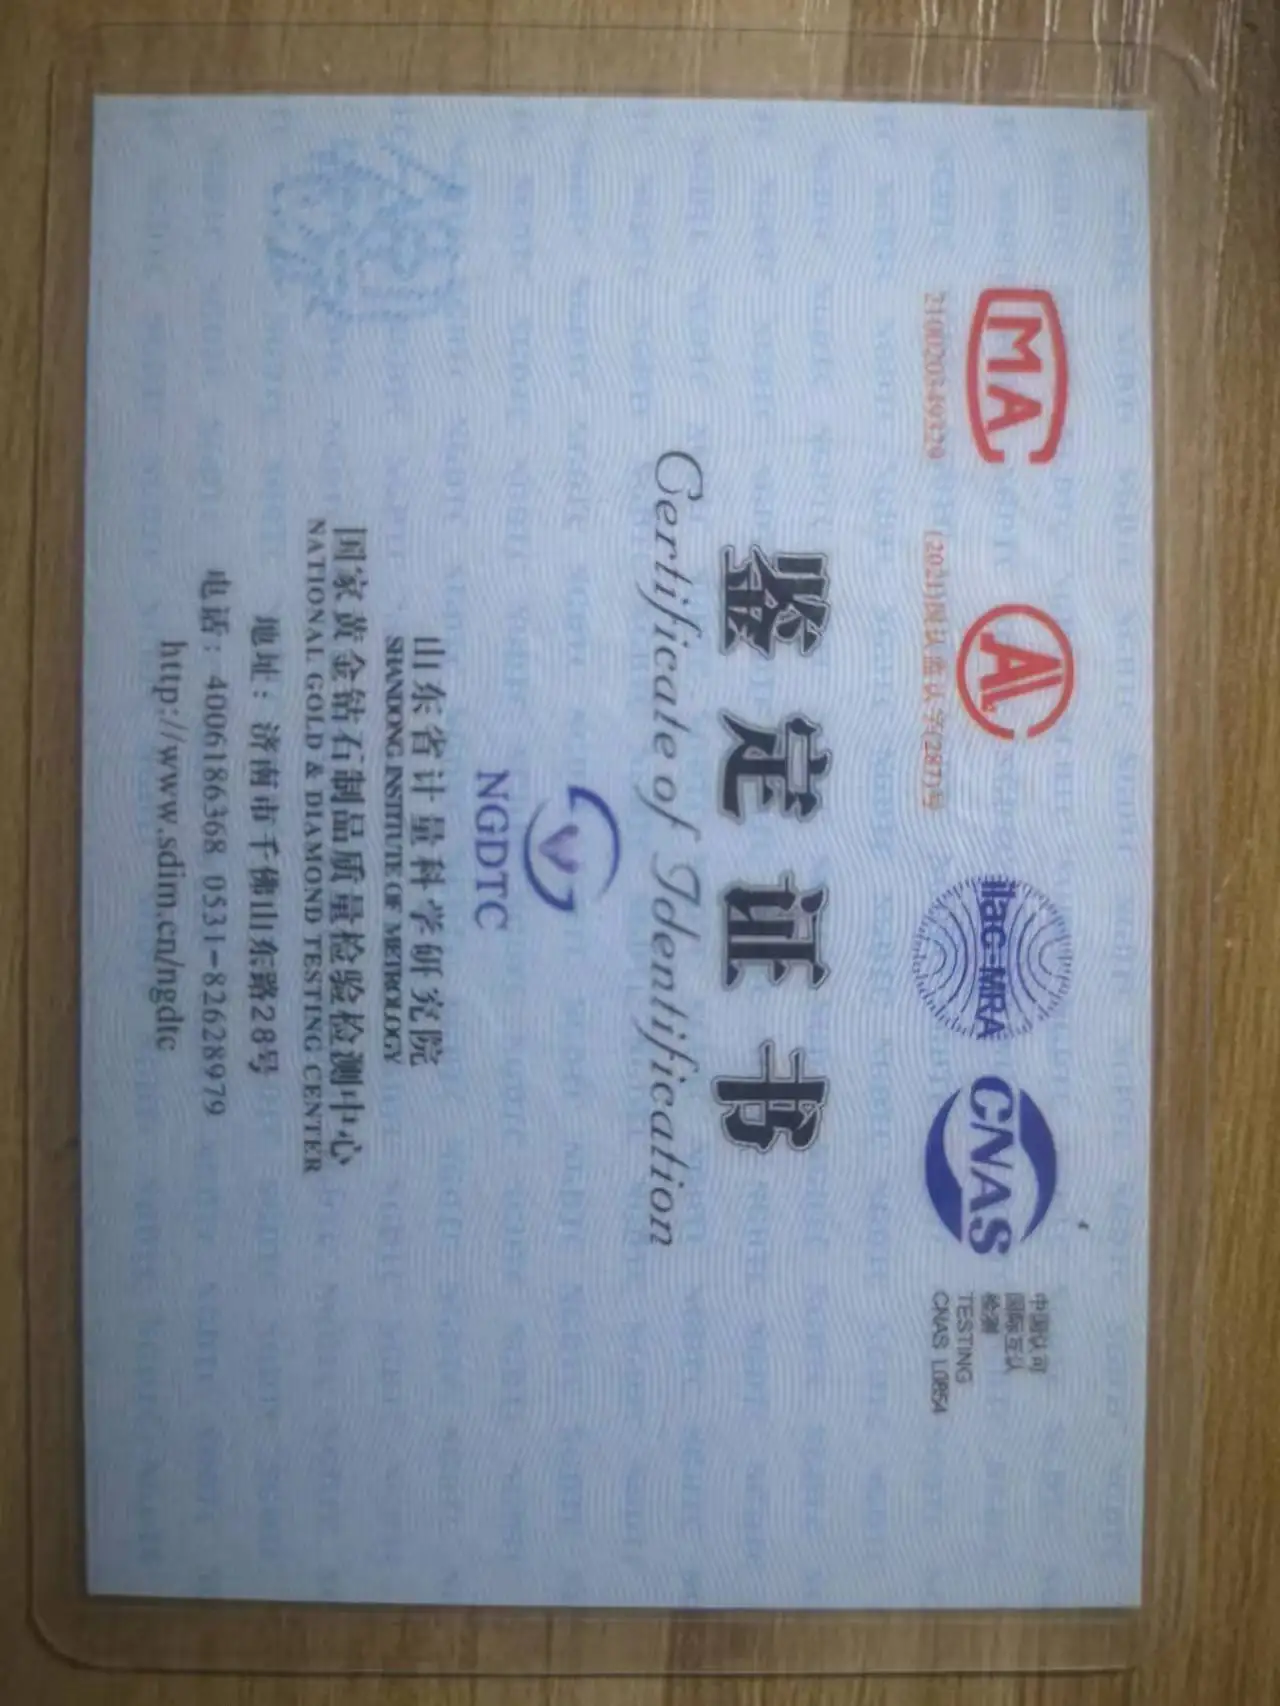 MA
210020349329
AL
(2021)国认监认字(287)号
ilac-MRA
CNAS
中国认可
国际互认
检测
TESTING
CNAS L0854
鉴定证书
Certificate of Identification
NGDTC
山东省计量科学研究院
SHANDONG INSTITUTE OF METROLOGY
国家黄金钻石制品质量检验检测中心
NATIONAL GOLD & DIAMOND TESTING CENTER
地址：济南市千佛山东路28号
电话：4006186368 0531-82628979
http://www.sdim.cn/ngdtc